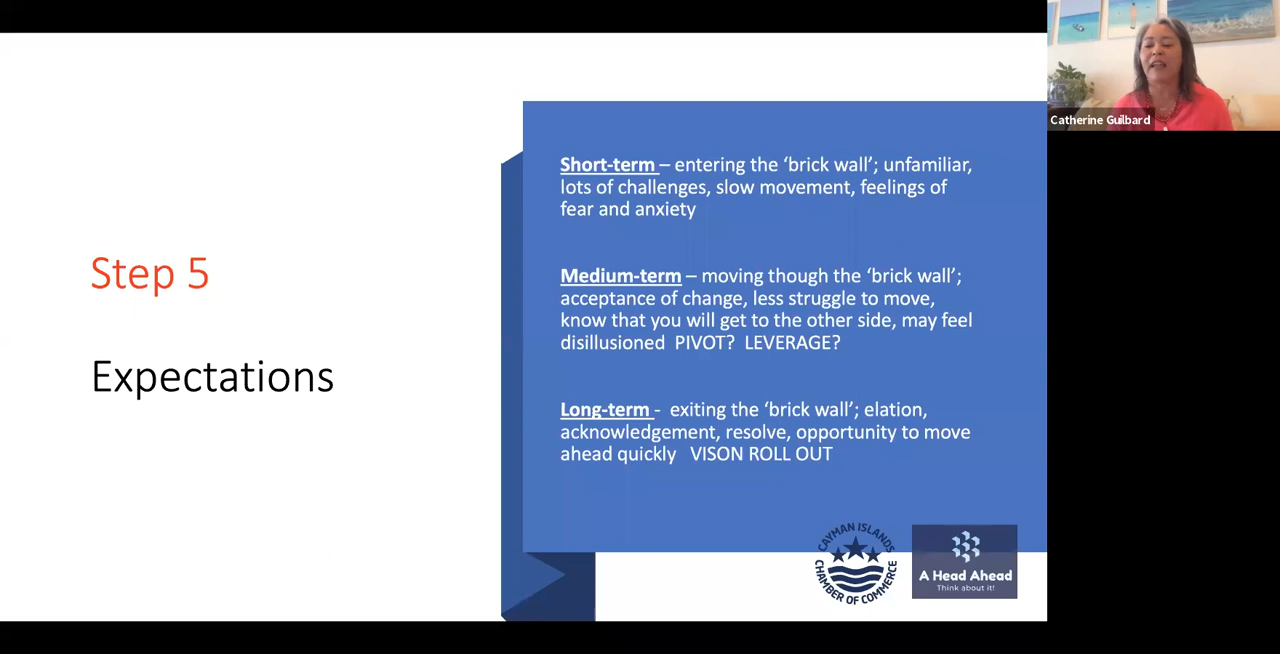 Catherine Guilbard
Step 5
Expectations
Short-term – entering the ‘brick wall’; unfamiliar,
lots of challenges, slow movement, feelings of
fear and anxiety
Medium-term – moving though the ‘brick wall’;
acceptance of change, less struggle to move,
know that you will get to the other side, may feel
disillusioned PIVOT? LEVERAGE?
Long-term - exiting the ‘brick wall’; elation,
acknowledgement, resolve, opportunity to move
ahead quickly VISON ROLL OUT
CAYMAN ISLANDS
CHAMBER OF COMMERCE
A Head Ahead
Think about it!